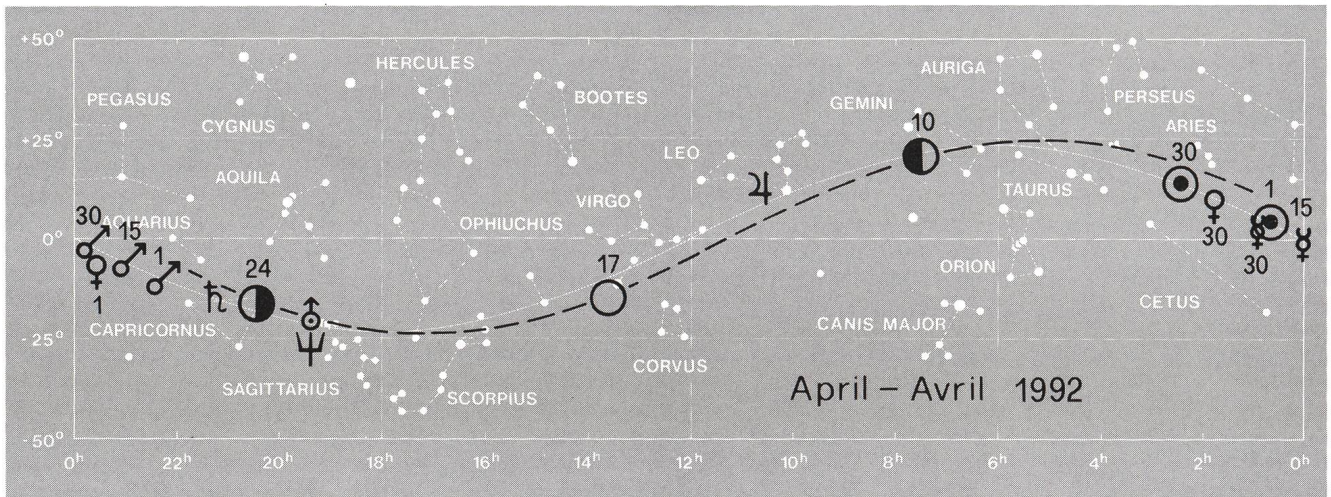 +50°
HERCULES
AURIGA
PEGASUS
BOOTES
GEMINI
PERSEUS
10
CYGNUS
ARIES
+25°
LEO
30
AQUILA
TAURUS
1
VIRGO
15
30
AQUARIUS
15
OPHIUCHUS
0°
1
24
17
30
ORION
30
1
CETUS
CAPRICORNUS
CANIS MAJOR
-25°
CORVUS
SAGITTARIUS
SCORPIUS
April – Avril 1992
-50°
0h 22h 20h 18h 16h 14h 12h 10h 8h 6h 4h 2h 0h